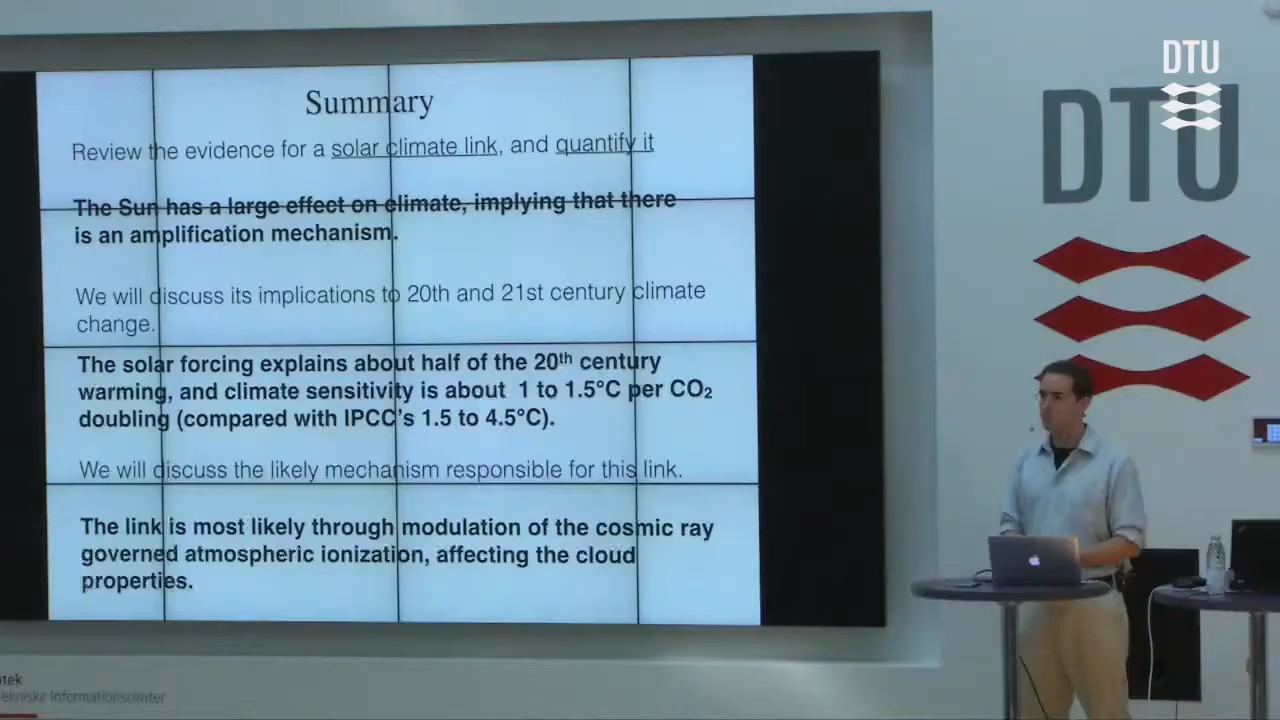 DTU
DTU
Summary
Review the evidence for a solar climate link, and quantify it
The Sun has a large effect on climate, implying that there
is an amplification mechanism.
We will discuss its implications to 20th and 21st century climate
change.
The solar forcing explains about half of the 20th century
warming, and climate sensitivity is about 1 to 1.5°C per CO₂
doubling (compared with IPCC's 1.5 to 4.5°C).
We will discuss the likely mechanism responsible for this link.
The link is most likely through modulation of the cosmic ray
governed atmospheric ionization, affecting the cloud
properties.
Informationscenter